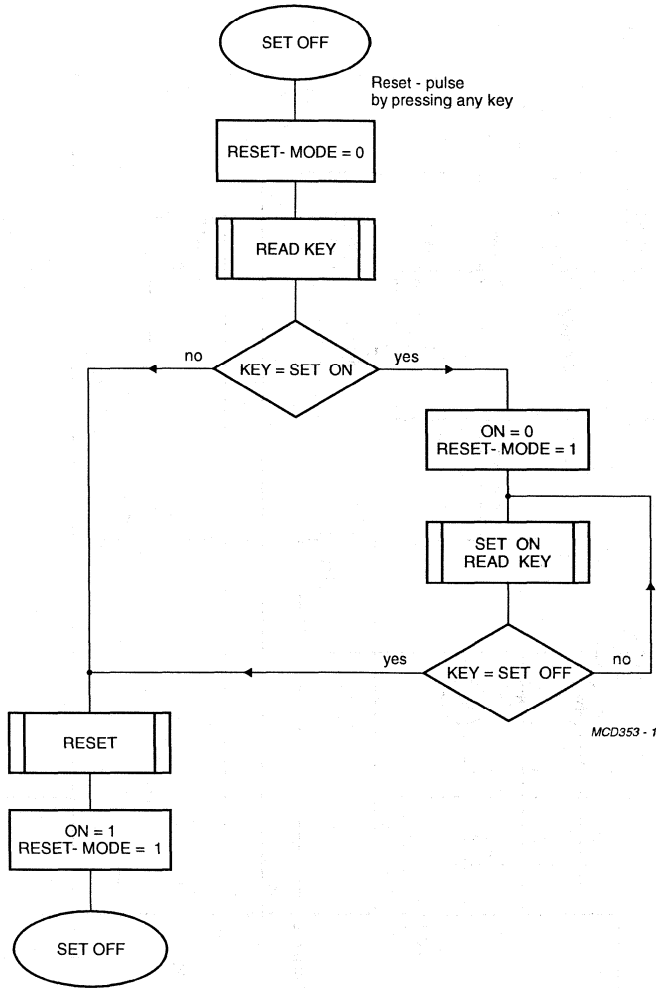 SET OFF
Reset - pulse
by pressing any key
RESET- MODE = 0
READ KEY
no
KEY = SET ON
yes
ON = 0
RESET- MODE = 1
SET ON
READ KEY
yes
KEY = SET OFF
no
MCD353 - 1
RESET
ON = 1
RESET- MODE = 1
SET OFF